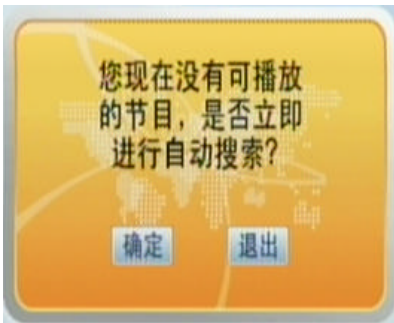 您现在没有可播放
的节目，是否立即
进行自动搜索?
确定
退出